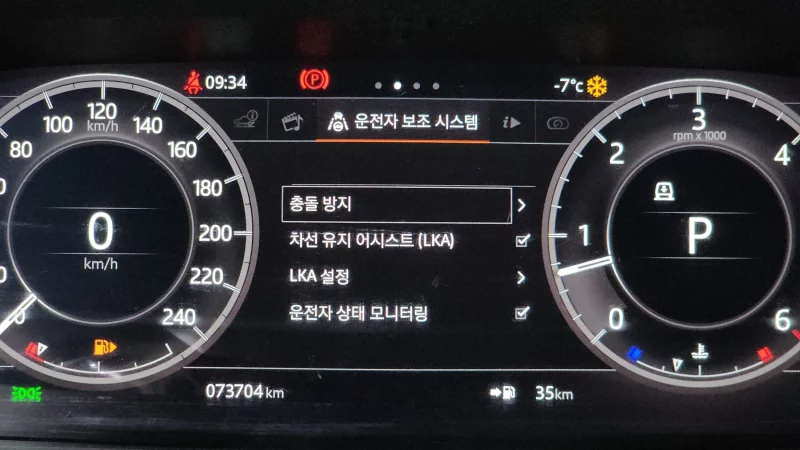 09:34
P
-7°c
운전자 보조 시스템
i
80
100
120
km/h
140
160
180
200
220
240
0
km/h
충돌 방지
차선 유지 어시스트 (LKA)
LKA 설정
운전자 상태 모니터링
0
1
2
3
4
6
rpm x 1000
P
073704 km
35km